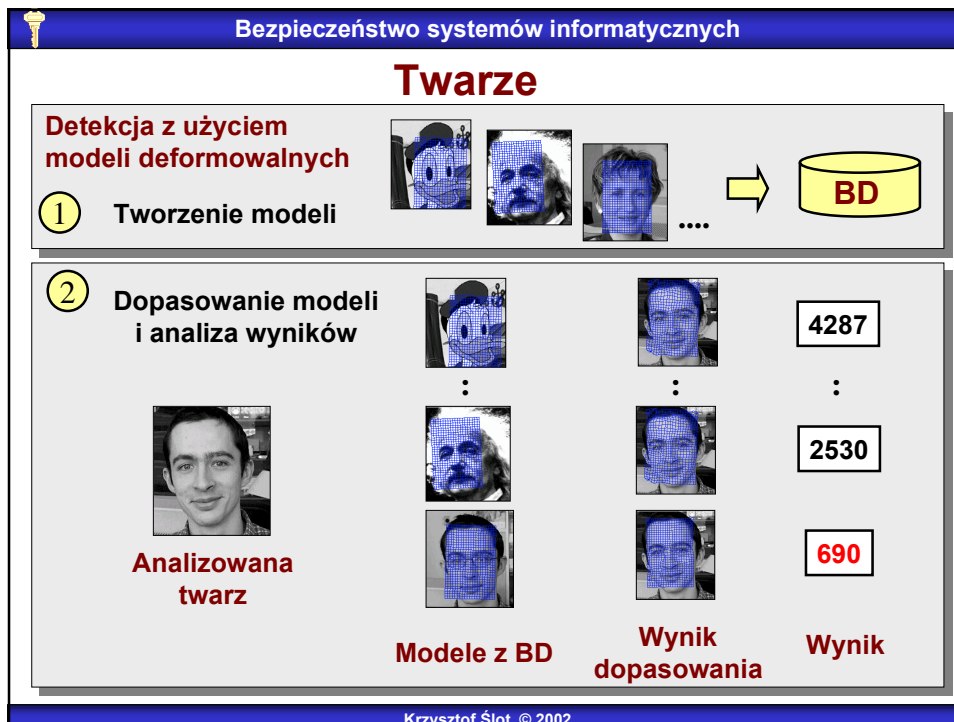 Bezpieczeństwo systemów informatycznych
Twarze
Detekcja z użyciem
modeli deformowalnych
1 Tworzenie modeli
....
BD
2 Dopasowanie modeli
i analiza wyników
4287
: : :
2530
690
Analizowana
twarz
Modele z BD
Wynik
dopasowania
Wynik
Krzysztof Ślot © 2002